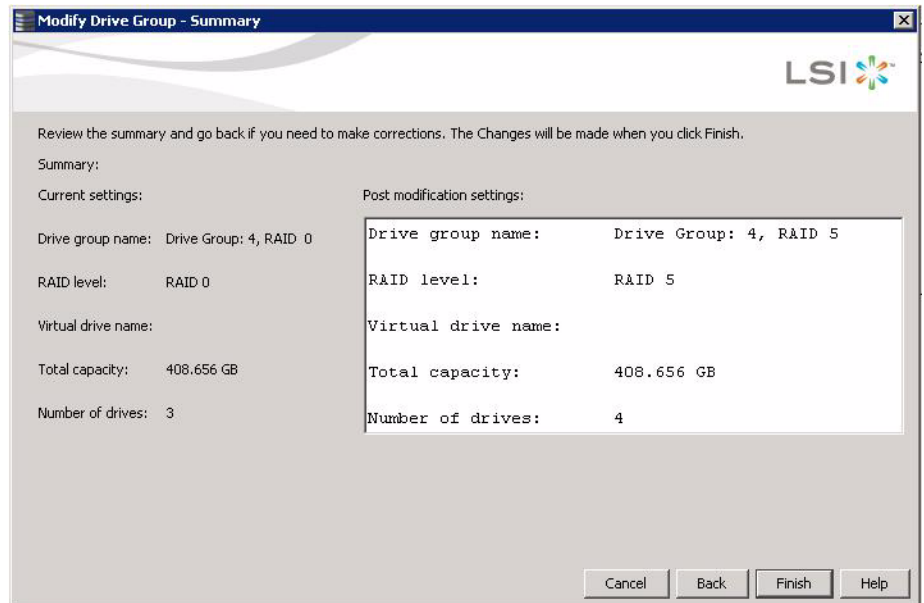 Modify Drive Group - Summary
LSI
Review the summary and go back if you need to make corrections. The Changes will be made when you click Finish.
Summary:
Current settings:
Post modification settings:
Drive group name: Drive Group: 4, RAID 0
RAID level: RAID 0
Virtual drive name:
Total capacity: 408.656 GB
Number of drives: 3
Drive group name: Drive Group: 4, RAID 5
RAID level: RAID 5
Virtual drive name:
Total capacity: 408.656 GB
Number of drives: 4
Cancel Back Finish Help